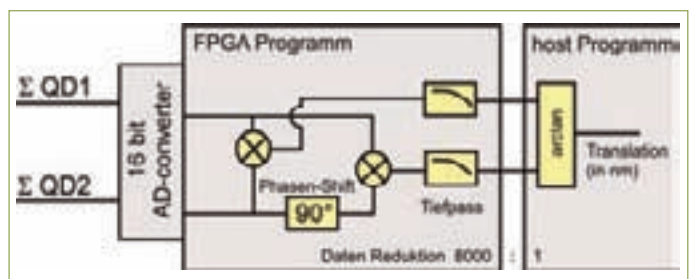 FPGA Programm
host Programme
Σ QD1
Σ QD2
16 bit
AD-converter
Phasen-Shift
90°
Tiefpass
arctan
Translation
(in nm)
Daten Reduktion 8000 : 1